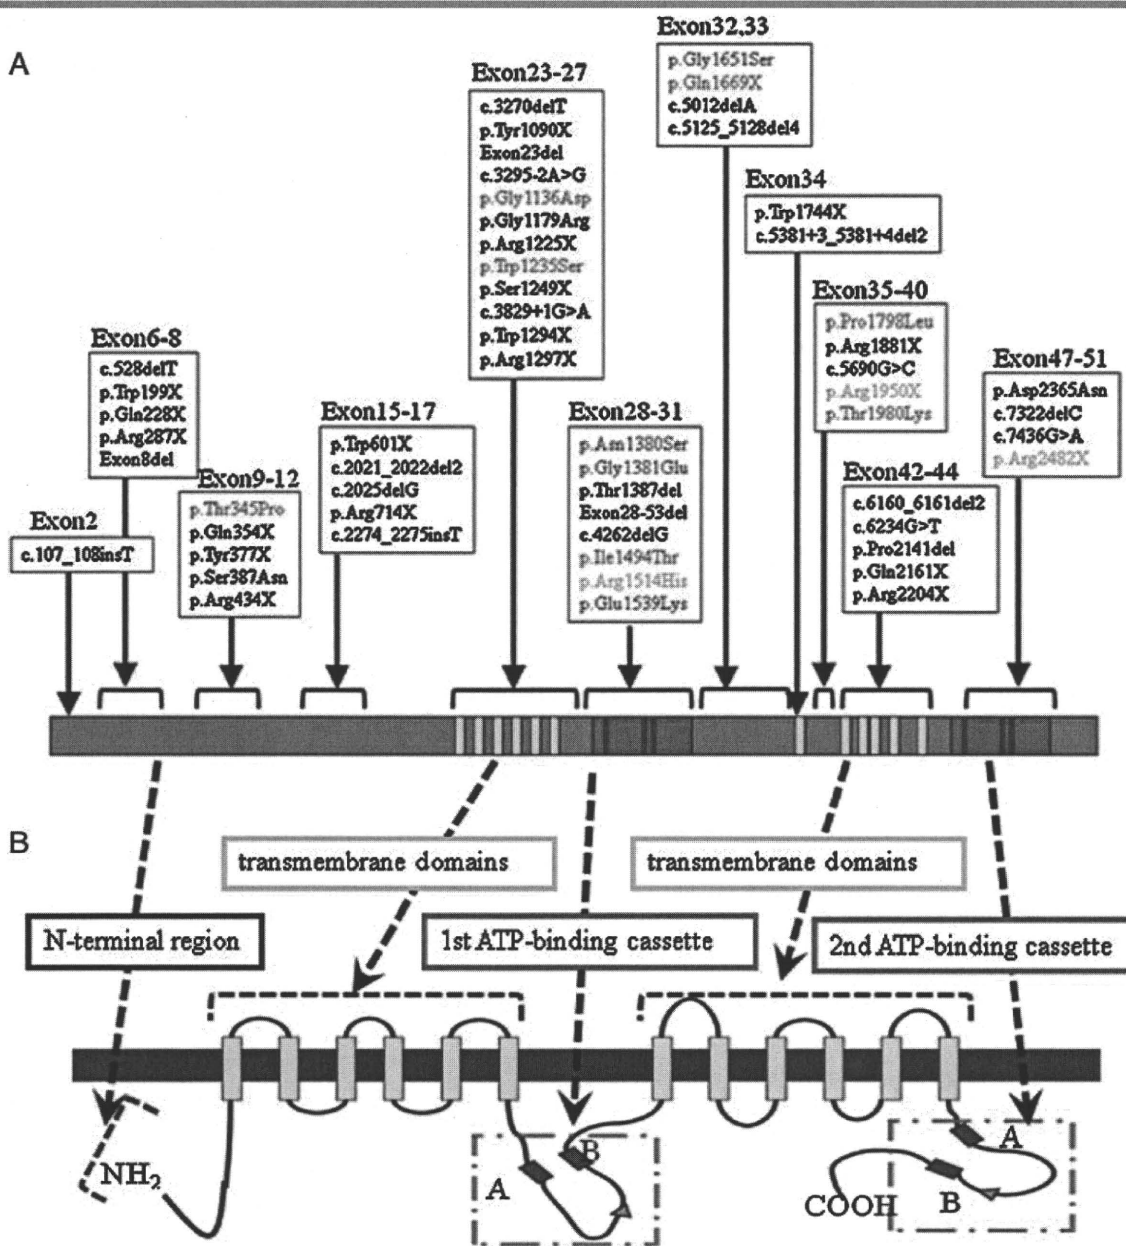 A
Exon2
c.107_108insT
Exon6-8
c.528delT
p.Trp199X
p.Gln228X
p.Arg287X
Exon8del
Exon9-12
p.Thr345Pro
p.Gln354X
p.Tyr377X
p.Ser387Asn
p.Arg434X
Exon15-17
p.Trp601X
c.2021_2022del2
c.2025delG
p.Arg714X
c.2274_2275insT
Exon23-27
c.3270delT
p.Tyr1090X
Exon23del
c.3295-2A>G
p.Gly1136Asp
p.Gly1179Arg
p.Arg1225X
p.Trp1235Ser
p.Ser1249X
c.3829+1G>A
p.Trp1294X
p.Arg1297X
Exon28-31
p.Asn1380Ser
p.Gly1381Glu
p.Thr1387del
Exon28-53del
c.4262delG
p.Ile1494Thr
p.Arg1514His
p.Glu1539Lys
Exon32,33
p.Gly1651Ser
p.Gln1669X
c.5012delA
c.5125_5128del4
Exon34
p.Trp1744X
c.5381+3_5381+4del2
Exon35-40
p.Pro1798Leu
p.Arg1881X
c.5690G>C
p.Arg1950X
p.Thr1980Lys
Exon42-44
c.6160_6161del2
c.6234G>T
p.Pro2141del
p.Gln2161X
p.Arg2204X
Exon47-51
p.Asp2365Asn
c.7322delC
c.7436G>A
p.Arg2482X
B
transmembrane domains
transmembrane domains
N-terminal region
1st ATP-binding cassette
2nd ATP-binding cassette
NH2
A
B
A
B
COOH